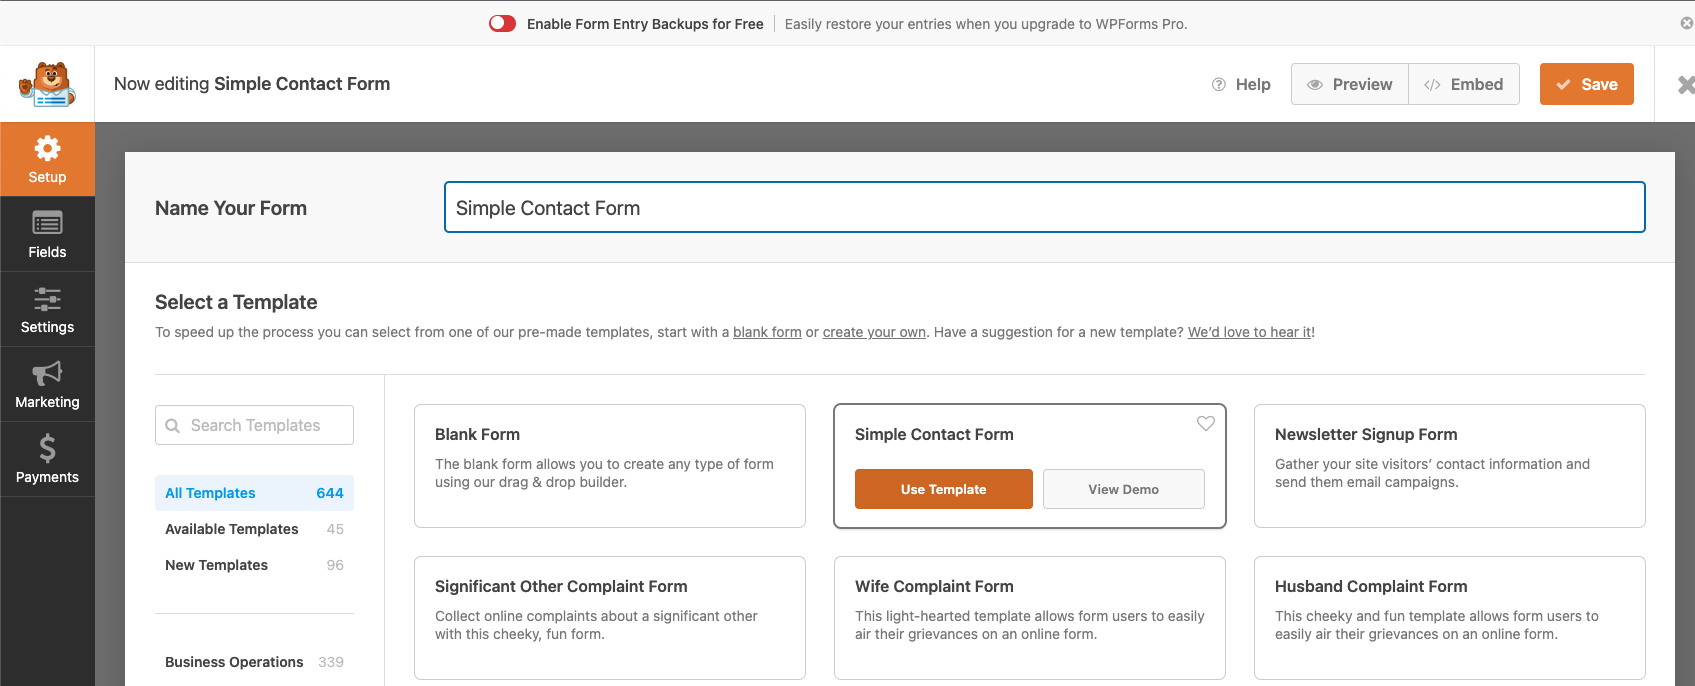 Enable Form Entry Backups for Free Easily restore your entries when you upgrade to WPForms Pro.
Now editing Simple Contact Form
Help
Preview
Embed
Save
Setup
Fields
Settings
Marketing
Payments
Name Your Form
Simple Contact Form
Select a Template
To speed up the process you can select from one of our pre-made templates, start with a blank form or create your own. Have a suggestion for a new template? We'd love to hear it!
Search Templates
All Templates 644
Available Templates 45
New Templates 96
Business Operations 339
Blank Form
The blank form allows you to create any type of form
using our drag & drop builder.
Simple Contact Form
Use Template
View Demo
Newsletter Signup Form
Gather your site visitors' contact information and
send them email campaigns.
Significant Other Complaint Form
Collect online complaints about a significant other
with this cheeky, fun form.
Wife Complaint Form
This light-hearted template allows form users to easily
air their grievances on an online form.
Husband Complaint Form
This cheeky and fun template allows form users to
easily air their grievances on an online form.